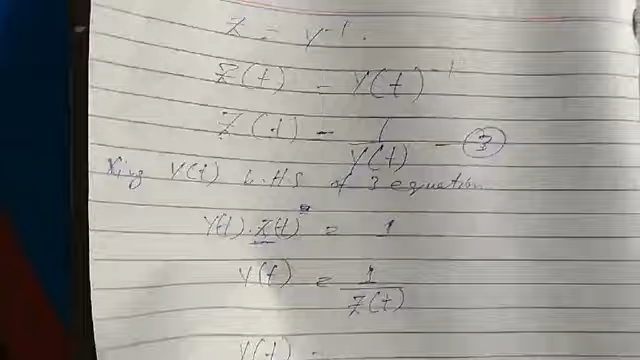 Z = y⁻¹.
Z(t) = Y(t)⁻¹
Z(t) = 1/Y(t) - ③
Xing Y(t) L.H.S of 3 equation
Y(t).Z(t) = 1
Y(t) = 1/Z(t)
Y(t) =